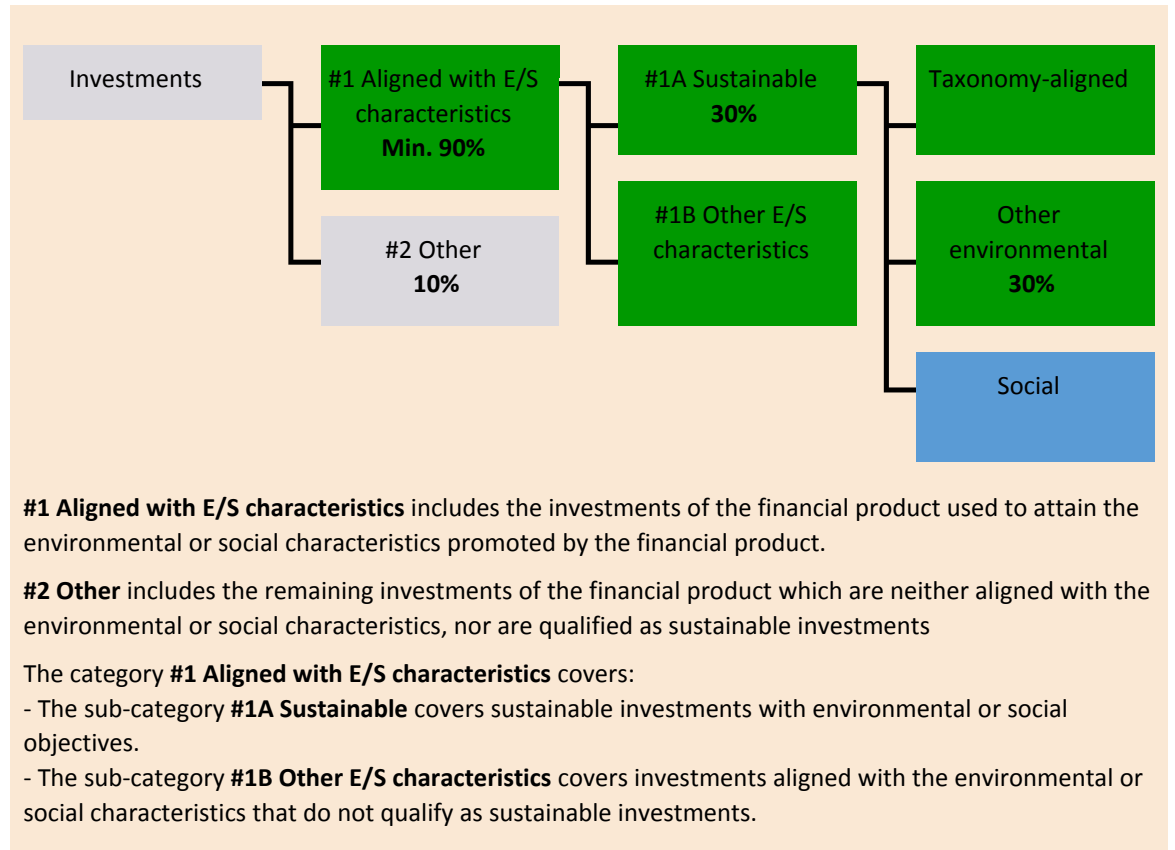 Investments
#1 Aligned with E/S
characteristics
Min. 90%
#2 Other
10%
#1A Sustainable
30%
#1B Other E/S
characteristics
Taxonomy-aligned
Other
environmental
30%
Social
#1 Aligned with E/S characteristics includes the investments of the financial product used to attain the
environmental or social characteristics promoted by the financial product.
#2 Other includes the remaining investments of the financial product which are neither aligned with the
environmental or social characteristics, nor are qualified as sustainable investments
The category #1 Aligned with E/S characteristics covers:
- The sub-category #1A Sustainable covers sustainable investments with environmental or social
objectives.
- The sub-category #1B Other E/S characteristics covers investments aligned with the environmental or
social characteristics that do not qualify as sustainable investments.